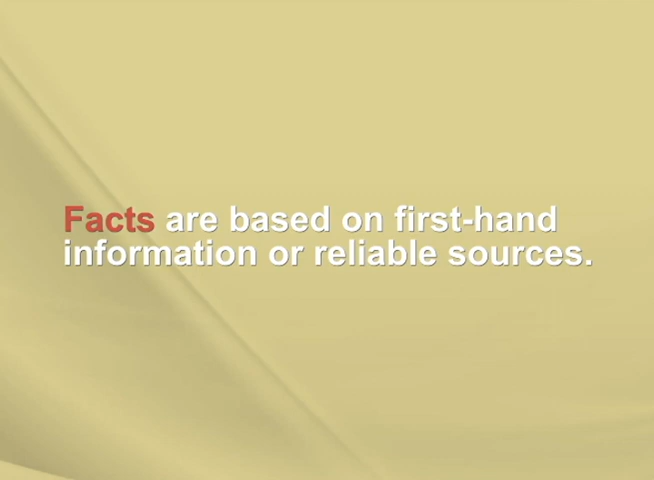 Facts are based on first-hand
information or reliable sources.